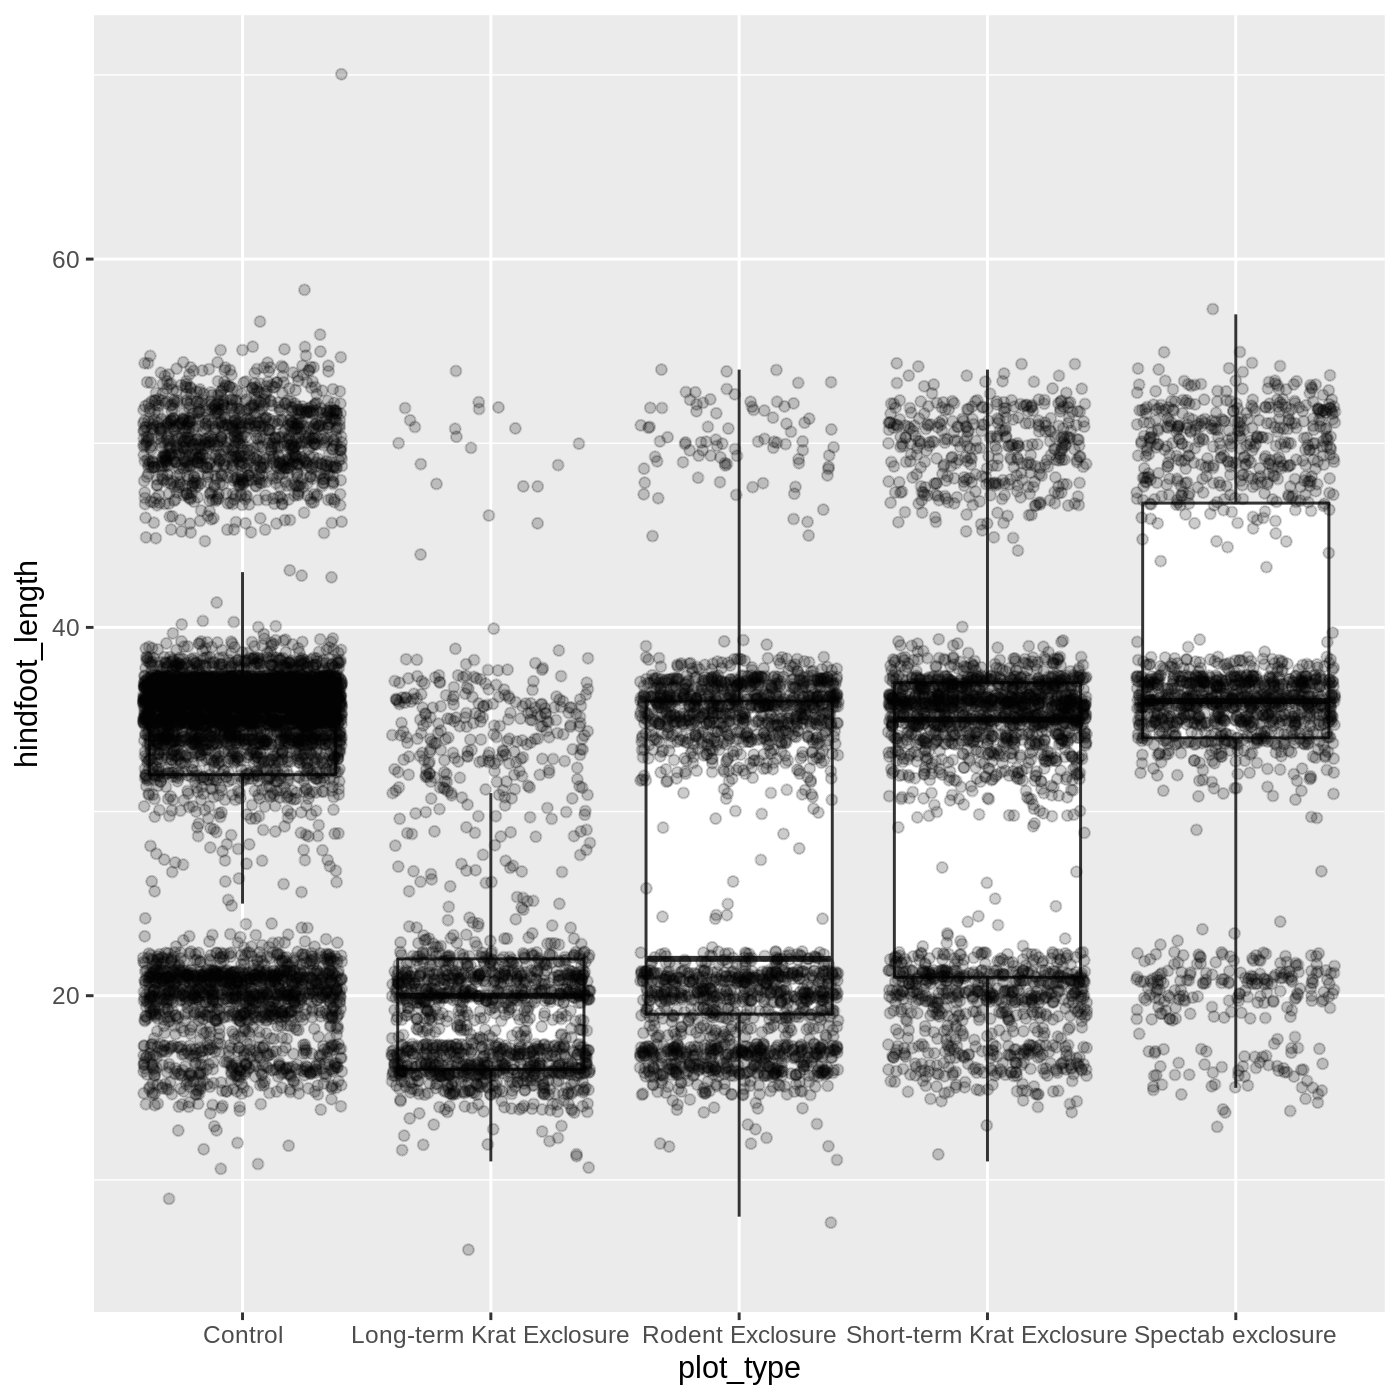 hindfoot_length
60
40
20
Control Long-term Krat Exclosure Rodent Exclosure Short-term Krat Exclosure Spectab exclosure
plot_type